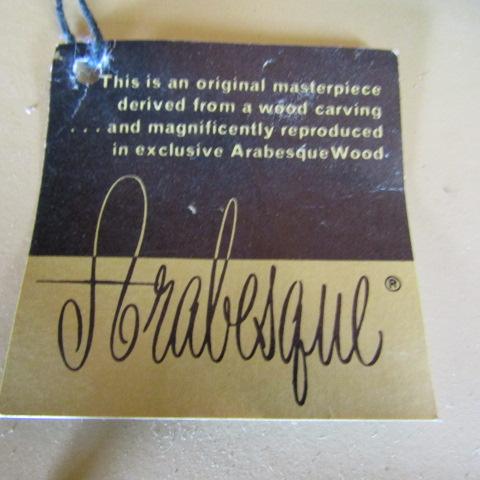 This is an original masterpiece
derived from a wood carving
... and magnificently reproduced
in exclusive ArabesqueWood
Arabesque®